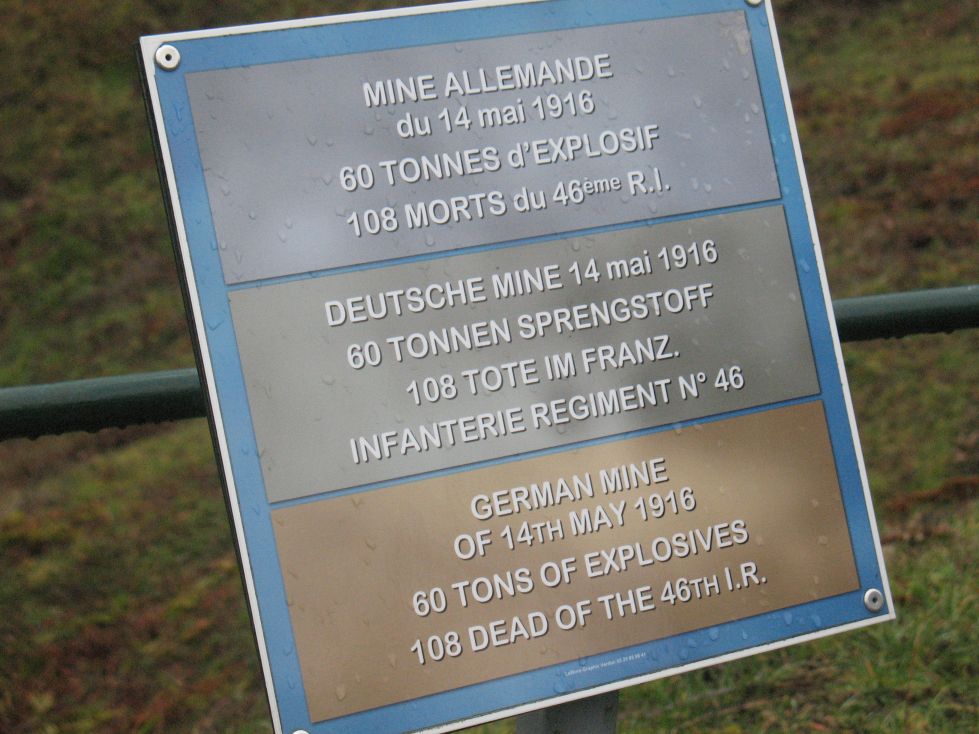 MINE ALLEMANDE
du 14 mai 1916
60 TONNES d'EXPLOSIF
108 MORTS du 46ème R.I.
DEUTSCHE MINE 14 mai 1916
60 TONNEN SPRENGSTOFF
108 TOTE IM FRANZ.
INFANTERIE REGIMENT N° 46
GERMAN MINE
OF 14TH MAY 1916
60 TONS OF EXPLOSIVES
108 DEAD OF THE 46TH I.R.